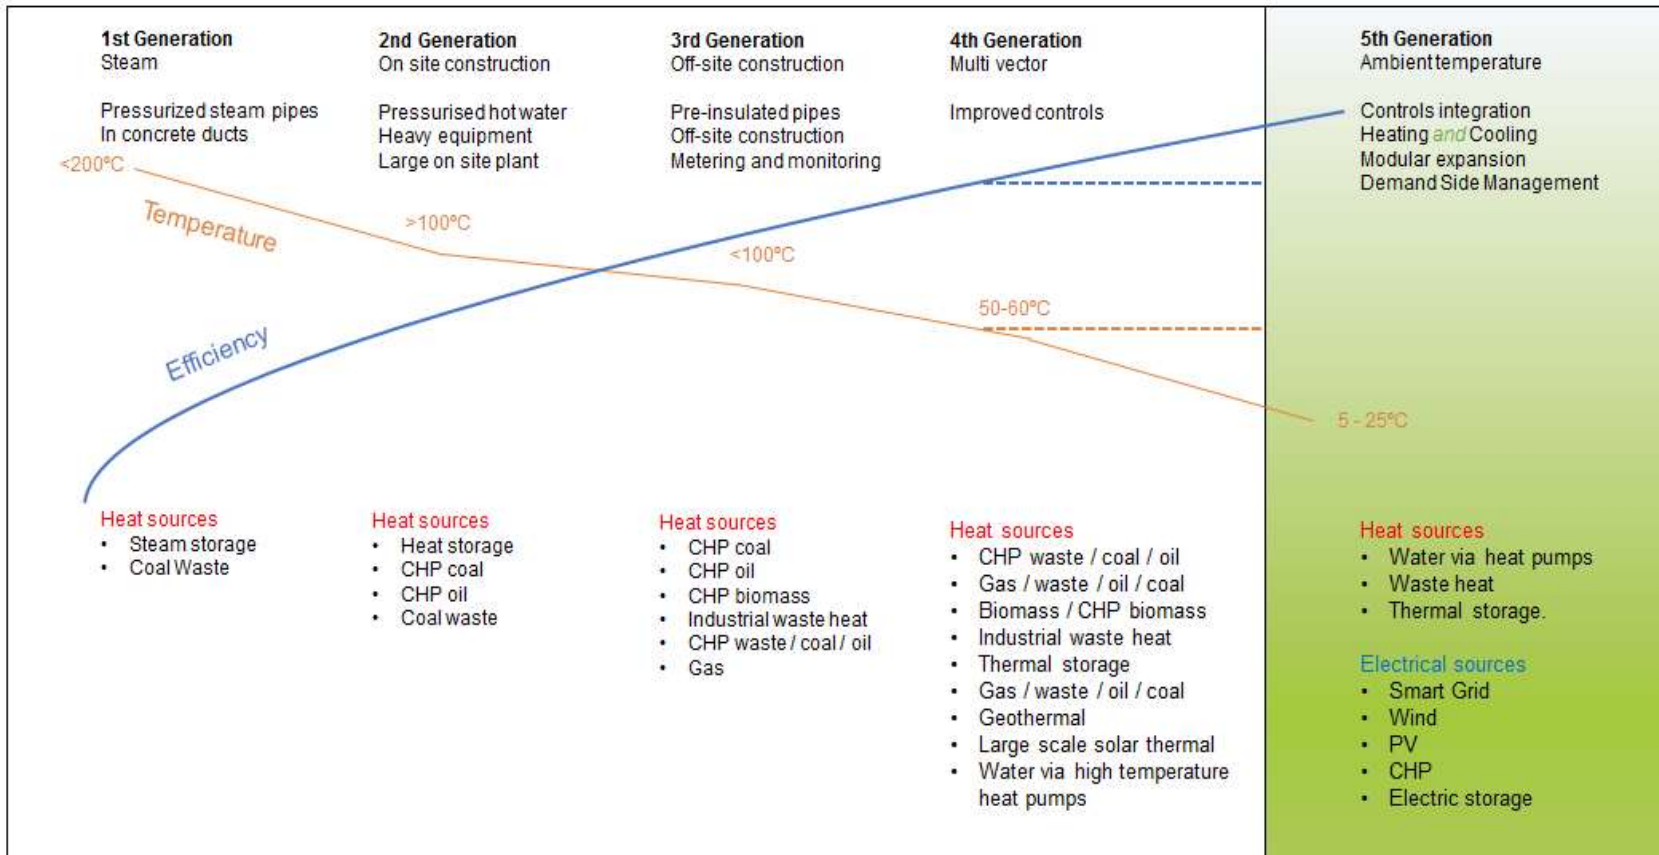 1st Generation
Steam
Pressurized steam pipes
In concrete ducts
2nd Generation
On site construction
Pressurised hot water
Heavy equipment
Large on site plant
3rd Generation
Off-site construction
Pre-insulated pipes
Off-site construction
Metering and monitoring
4th Generation
Multi vector
Improved controls
5th Generation
Ambient temperature
Controls integration
Heating and Cooling
Modular expansion
Demand Side Management
<200ºC
Temperature
>100ºC
<100ºC
50-60ºC
5 - 25ºC
Efficiency
Heat sources
• Steam storage
• Coal Waste
Heat sources
• Heat storage
• CHP coal
• CHP oil
• Coal waste
Heat sources
• CHP coal
• CHP oil
• CHP biomass
• Industrial waste heat
• CHP waste / coal / oil
• Gas
Heat sources
• CHP waste / coal / oil
• Gas / waste / oil / coal
• Biomass / CHP biomass
• Industrial waste heat
• Thermal storage
• Gas / waste / oil / coal
• Geothermal
• Large scale solar thermal
• Water via high temperature
heat pumps
Heat sources
• Water via heat pumps
• Waste heat
• Thermal storage.
Electrical sources
• Smart Grid
• Wind
• PV
• CHP
• Electric storage